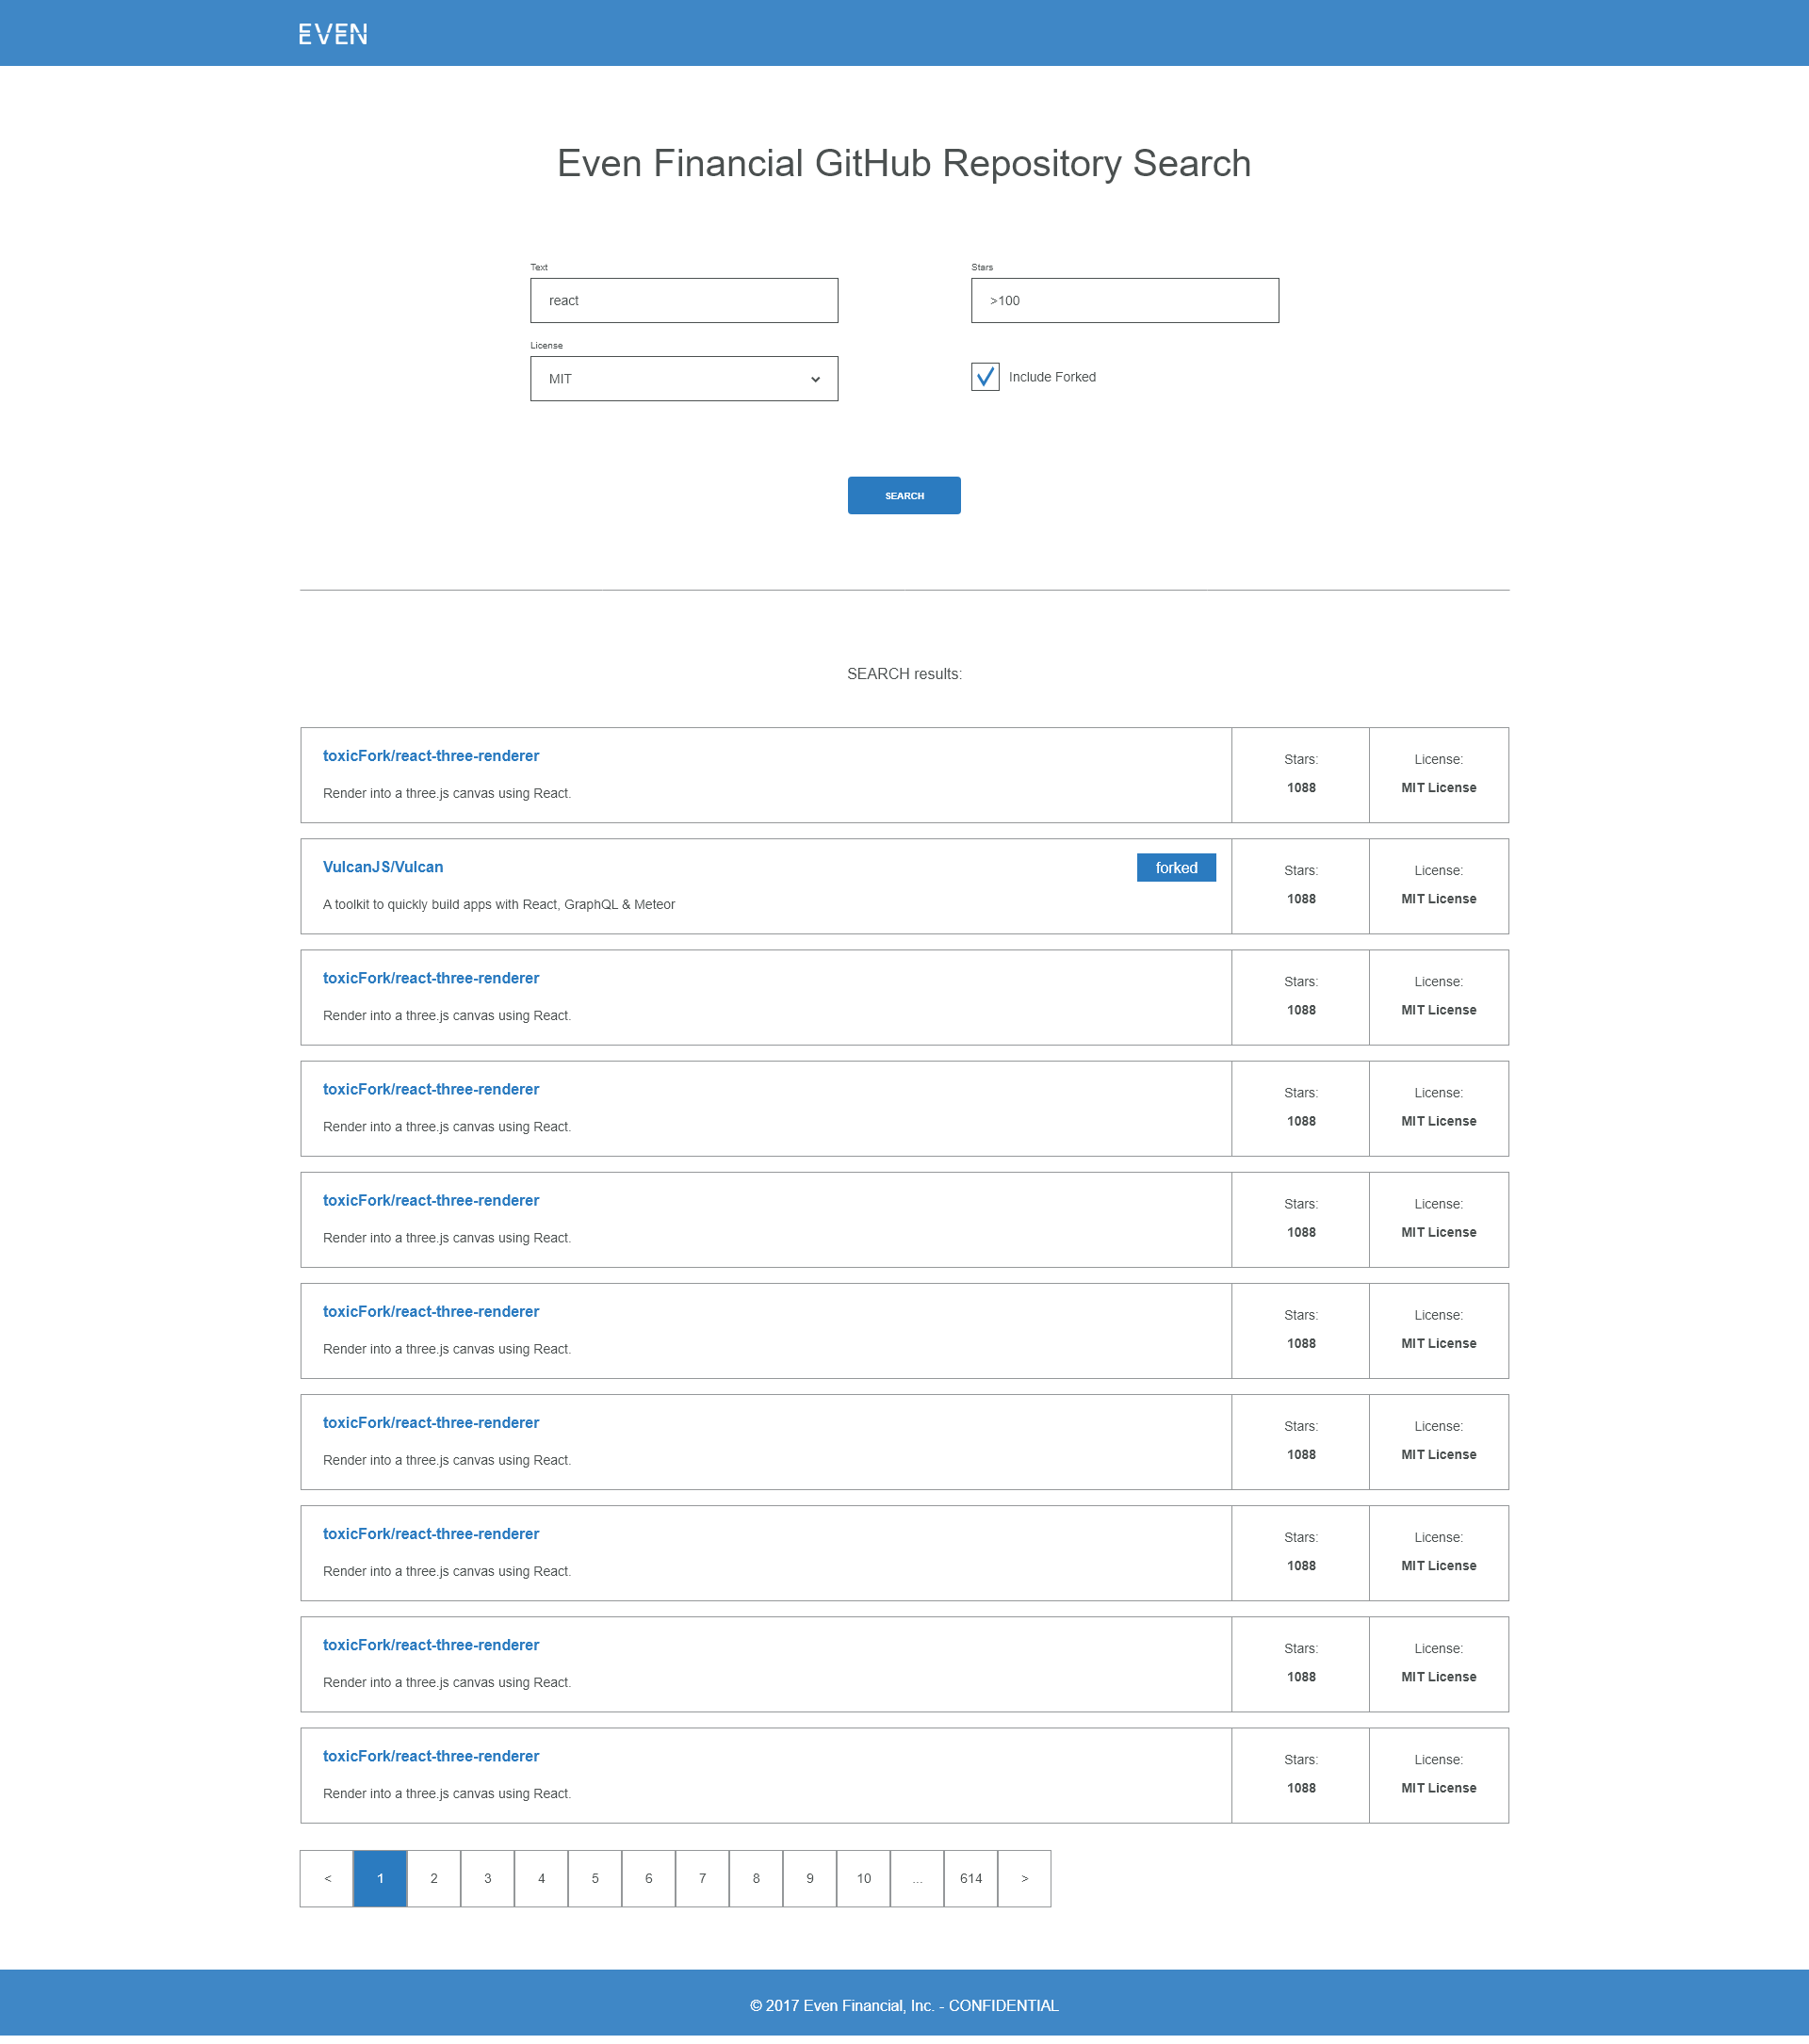 EVEN
Even Financial GitHub Repository Search
Text
Stars
react
>100
License
MIT
Include Forked
SEARCH
SEARCH results:
toxicFork/react-three-renderer
Render into a three.js canvas using React.
Stars:
1088
License:
MIT License
VulcanJS/Vulcan
forked
A toolkit to quickly build apps with React, GraphQL & Meteor
Stars:
1088
License:
MIT License
toxicFork/react-three-renderer
Render into a three.js canvas using React.
Stars:
1088
License:
MIT License
toxicFork/react-three-renderer
Render into a three.js canvas using React.
Stars:
1088
License:
MIT License
toxicFork/react-three-renderer
Render into a three.js canvas using React.
Stars:
1088
License:
MIT License
toxicFork/react-three-renderer
Render into a three.js canvas using React.
Stars:
1088
License:
MIT License
toxicFork/react-three-renderer
Render into a three.js canvas using React.
Stars:
1088
License:
MIT License
toxicFork/react-three-renderer
Render into a three.js canvas using React.
Stars:
1088
License:
MIT License
toxicFork/react-three-renderer
Render into a three.js canvas using React.
Stars:
1088
License:
MIT License
toxicFork/react-three-renderer
Render into a three.js canvas using React.
Stars:
1088
License:
MIT License
< 1 2 3 4 5 6 7 8 9 10 ... 614 >
© 2017 Even Financial, Inc. - CONFIDENTIAL